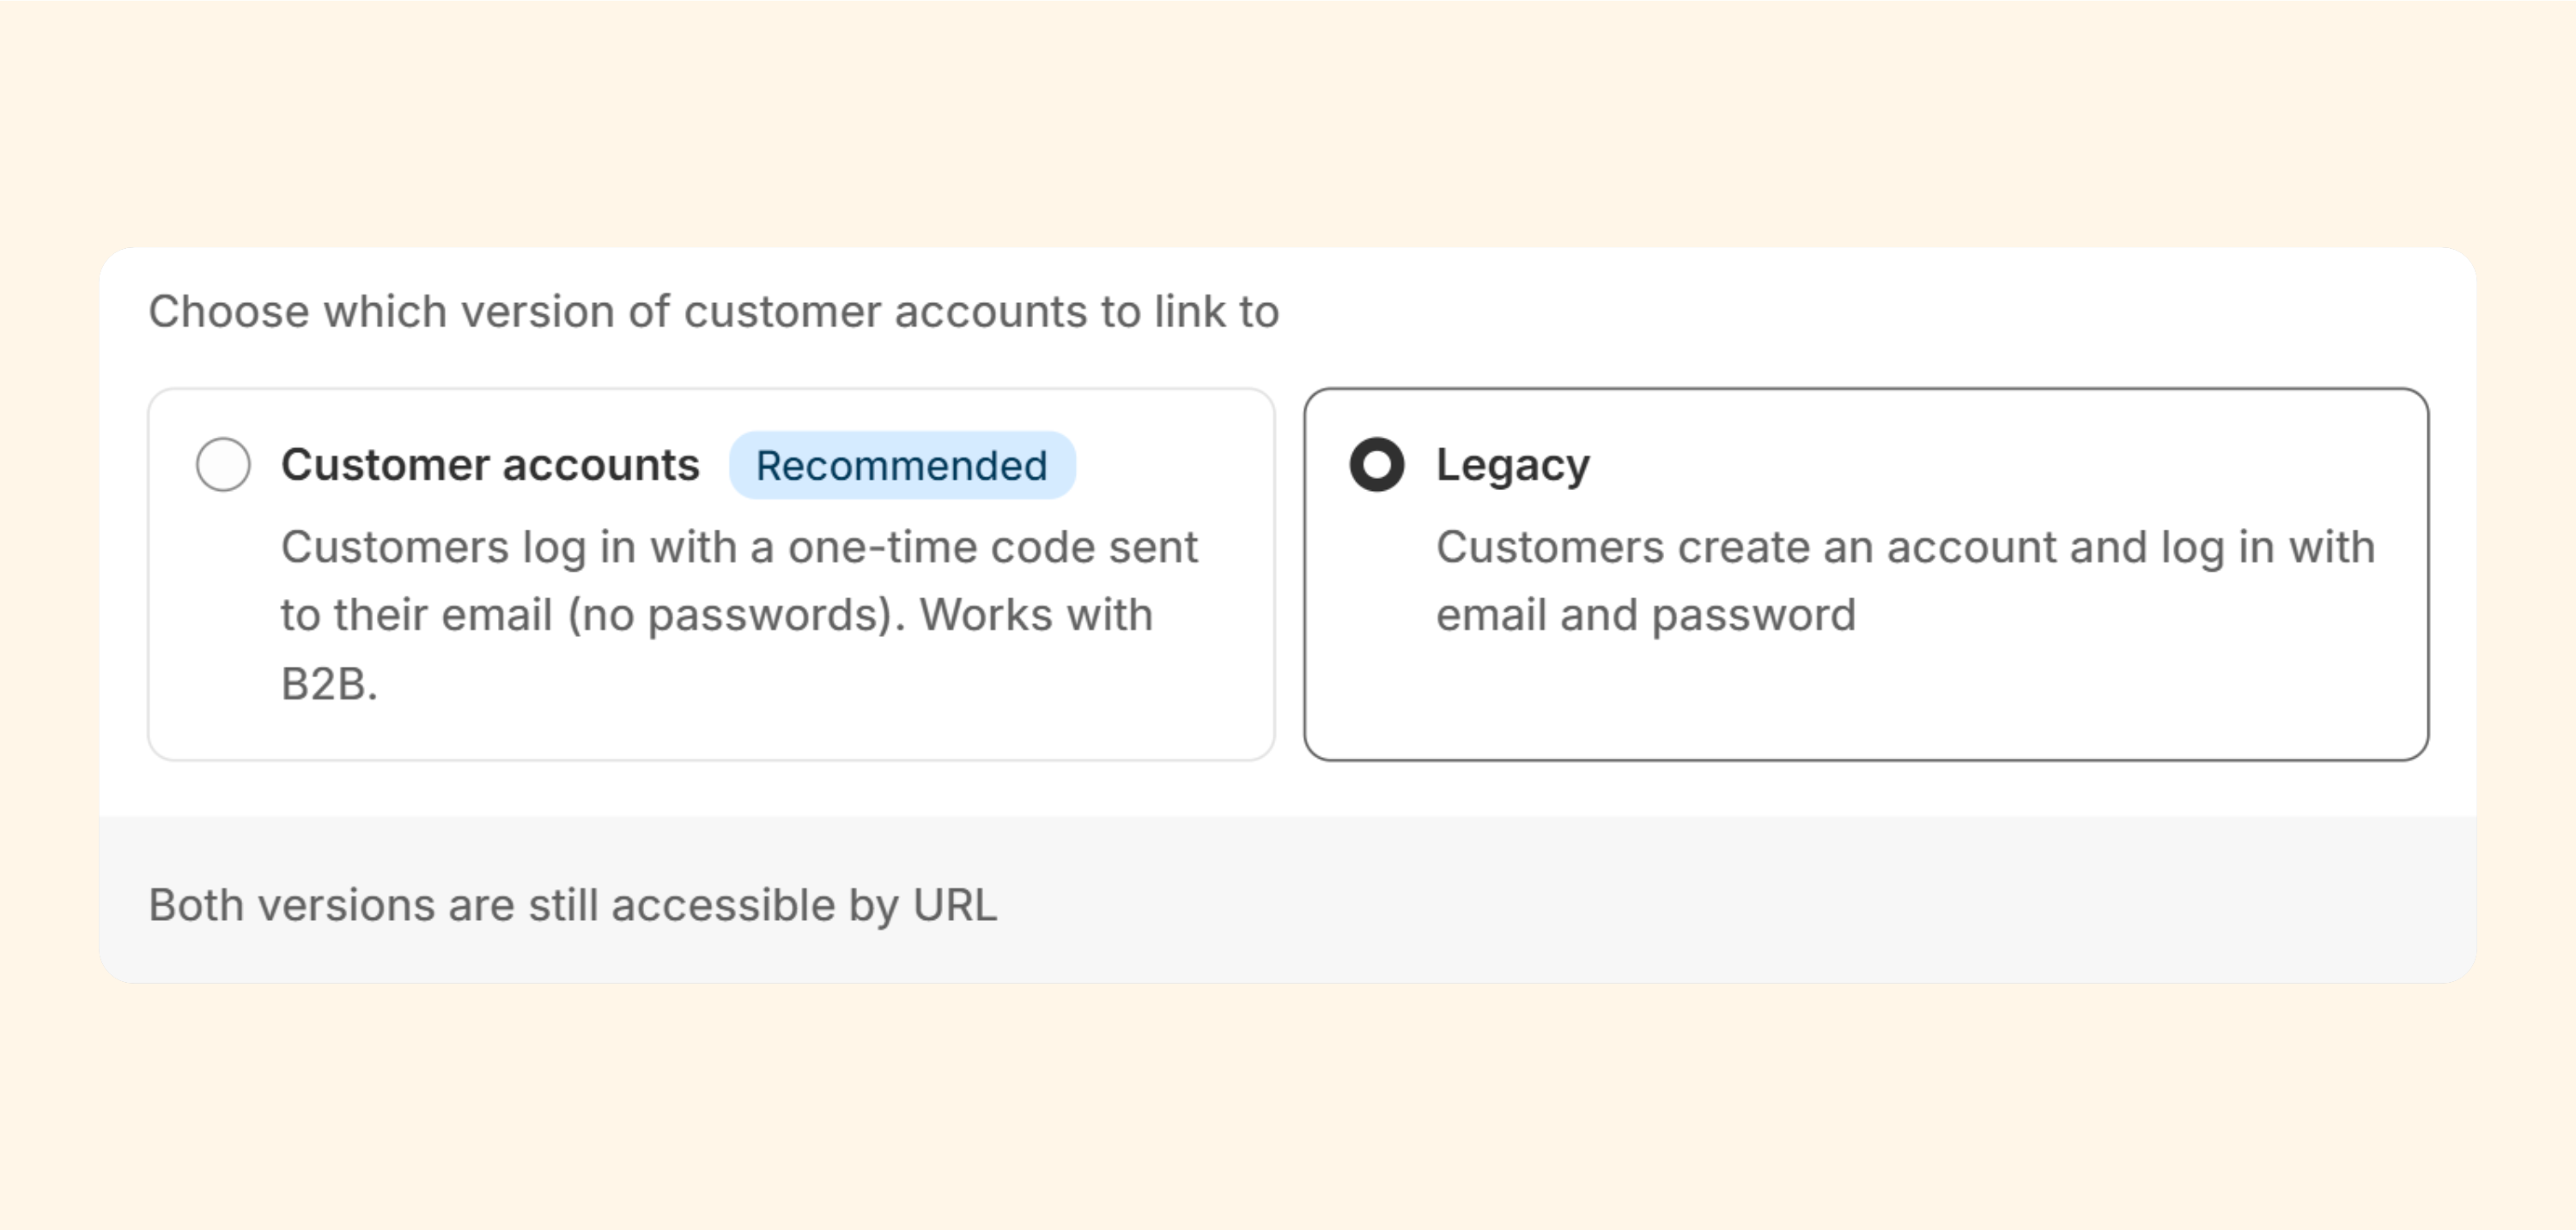 Choose which version of customer accounts to link to
Customer accounts Recommended
Customers log in with a one-time code sent
to their email (no passwords). Works with
B2B.
Legacy
Customers create an account and log in with
email and password
Both versions are still accessible by URL